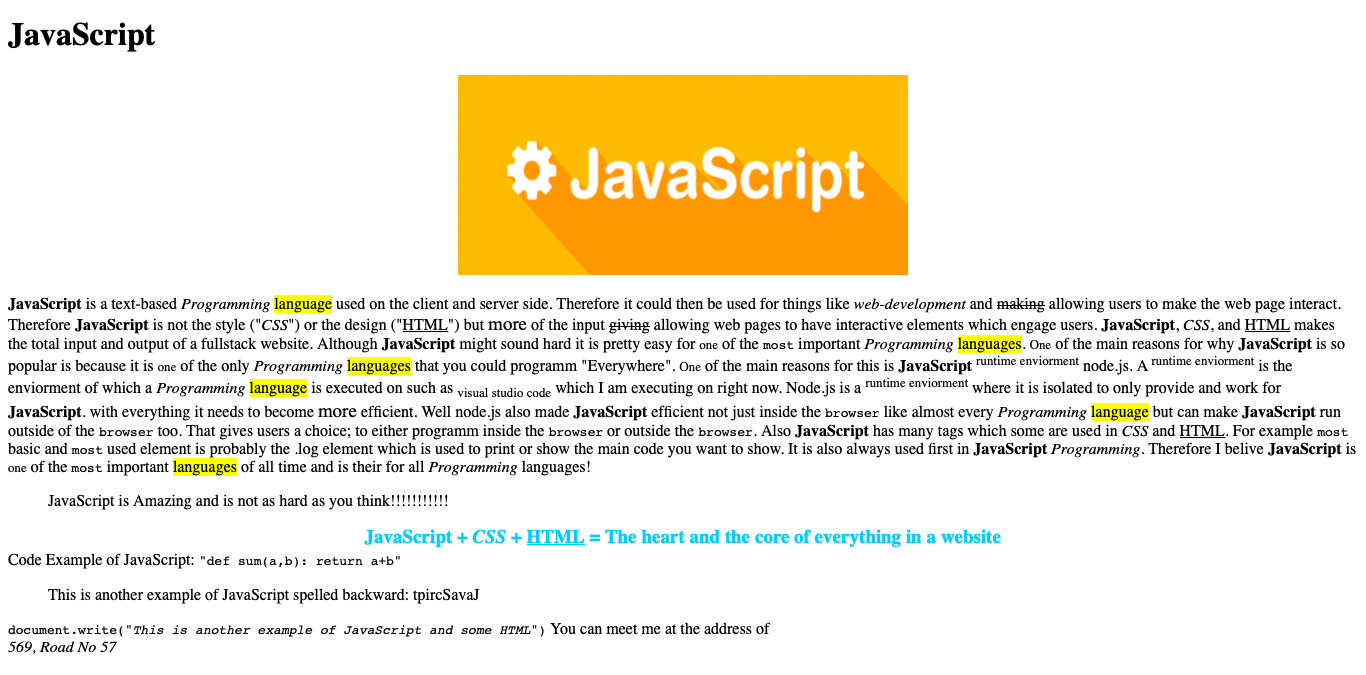 JavaScript
JavaScript
JavaScript is a text-based Programming language used on the client and server side. Therefore it could then be used for things like web-development and making allowing users to make the web page interact.
Therefore JavaScript is not the style ("CSS") or the design ("HTML") but more of the input giving allowing web pages to have interactive elements which engage users. JavaScript, CSS, and HTML makes
the total input and output of a fullstack website. Although JavaScript might sound hard it is pretty easy for one of the most important Programming languages. One of the main reasons for why JavaScript is so
popular is because it is one of the only Programming languages that you could programm "Everywhere". One of the main reasons for this is JavaScript runtime enviorment node.js. A runtime enviorment is the
enviorment of which a Programming language is executed on such as visual studio code which I am executing on right now. Node.js is a runtime enviorment where it is isolated to only provide and work for
JavaScript. with everything it needs to become more efficient. Well node.js also made JavaScript efficient not just inside the browser like almost every Programming language but can make JavaScript run
outside of the browser too. That gives users a choice; to either programm inside the browser or outside the browser. Also JavaScript has many tags which some are used in CSS and HTML. For example most
basic and most used element is probably the .log element which is used to print or show the main code you want to show. It is also always used first in JavaScript Programming. Therefore I belive JavaScript is
one of the most important languages of all time and is their for all Programming languages!
JavaScript is Amazing and is not as hard as you think!!!!!!!!!!!
JavaScript + CSS + HTML = The heart and the core of everything in a website
Code Example of JavaScript: "def sum(a,b): return a+b"
This is another example of JavaScript spelled backward: tpircSavaJ
document.write("This is another example of JavaScript and some HTML") You can meet me at the address of
569, Road No 57